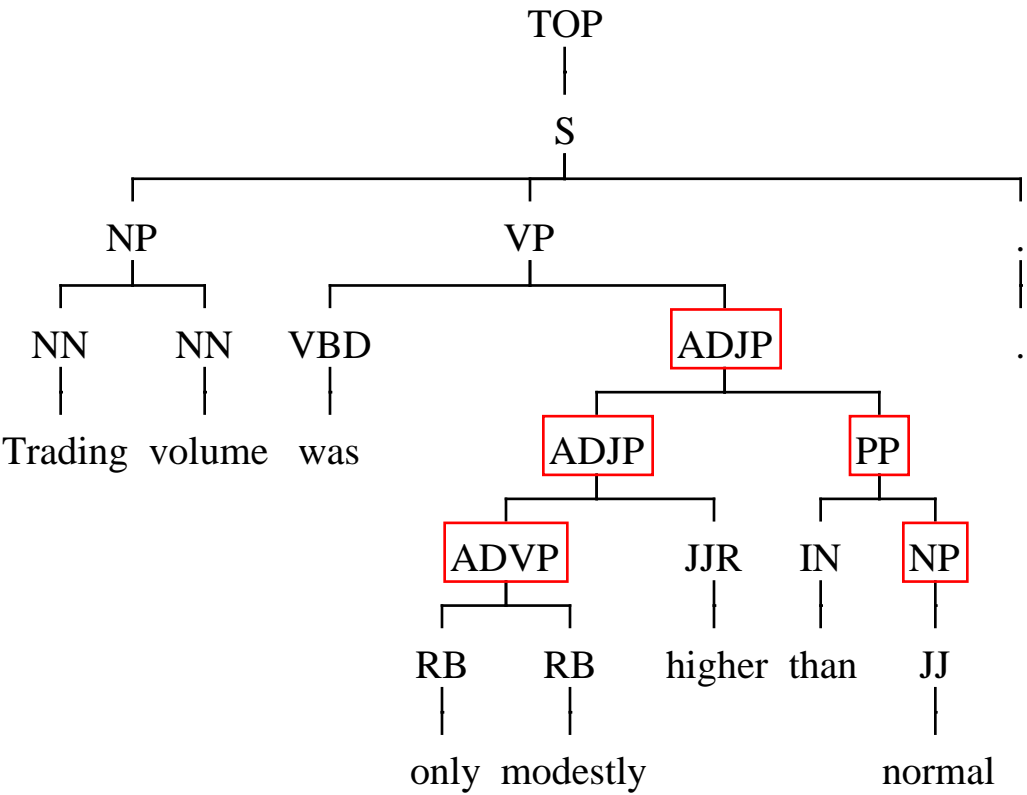 TOP
S
NP VP .
NN NN VBD ADJP .
Trading volume was ADJP PP
ADVP JJR IN NP
RB RB higher than JJ
only modestly normal